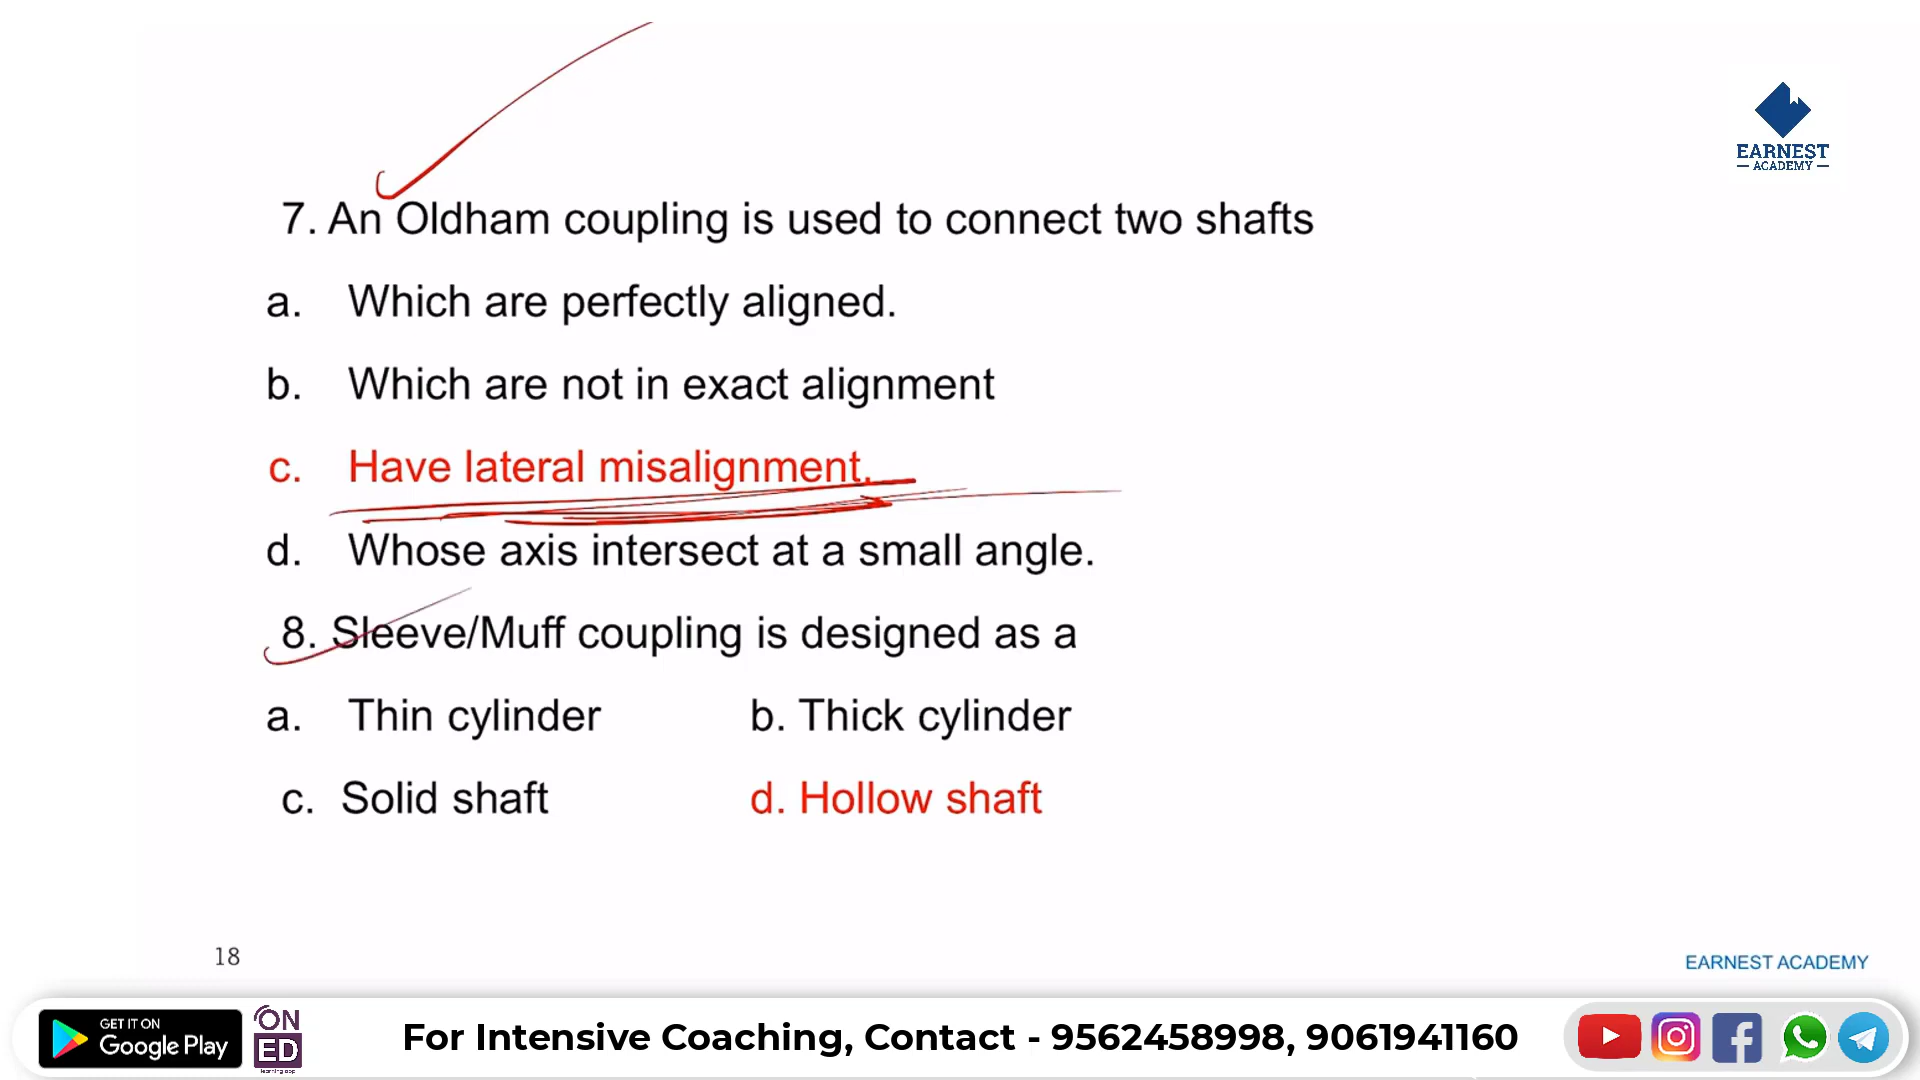 EARNEST
ACADEMY
7. An Oldham coupling is used to connect two shafts
a. Which are perfectly aligned.
b. Which are not in exact alignment
c. Have lateral misalignment.
d. Whose axis intersect at a small angle.
8. Sleeve/Muff coupling is designed as a
a. Thin cylinder b. Thick cylinder
c. Solid shaft d. Hollow shaft
18
EARNEST ACADEMY
GET IT ON
Google Play
ON
ED
learning app
For Intensive Coaching, Contact - 9562458998, 9061941160